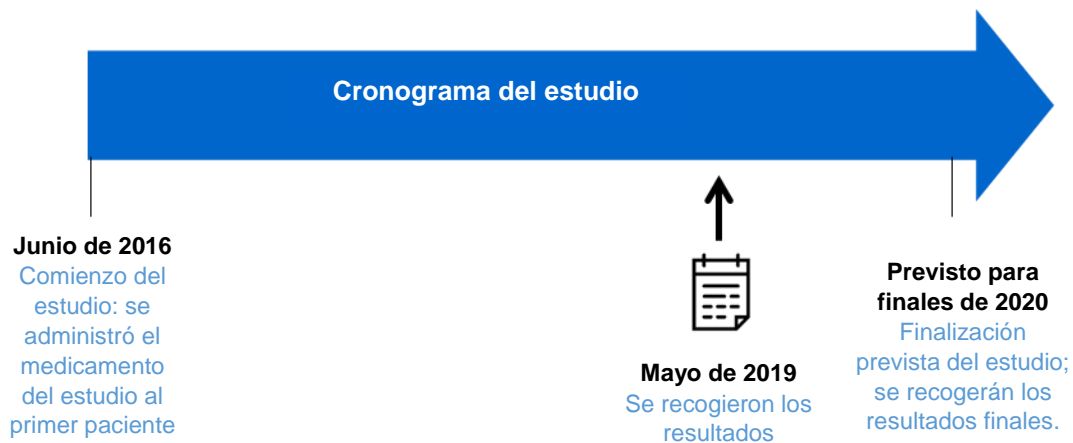 Cronograma del estudio
Junio de 2016
Comienzo del
estudio: se
administró el
medicamento
del estudio al
primer paciente
Mayo de 2019
Se recogieron los
resultados
Previsto para
finales de 2020
Finalización
prevista del estudio;
se recogerán los
resultados finales.